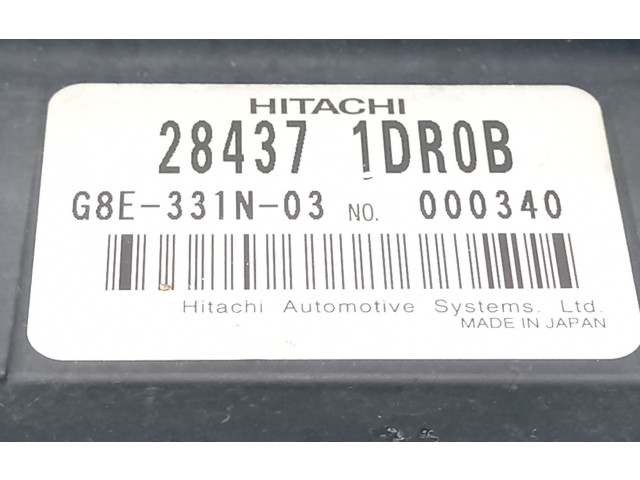 HITACHI
28437 1DR0B
G8E-331N-03 NO. 000340
Hitachi Automotive Systems. Ltd.
MADE IN JAPAN